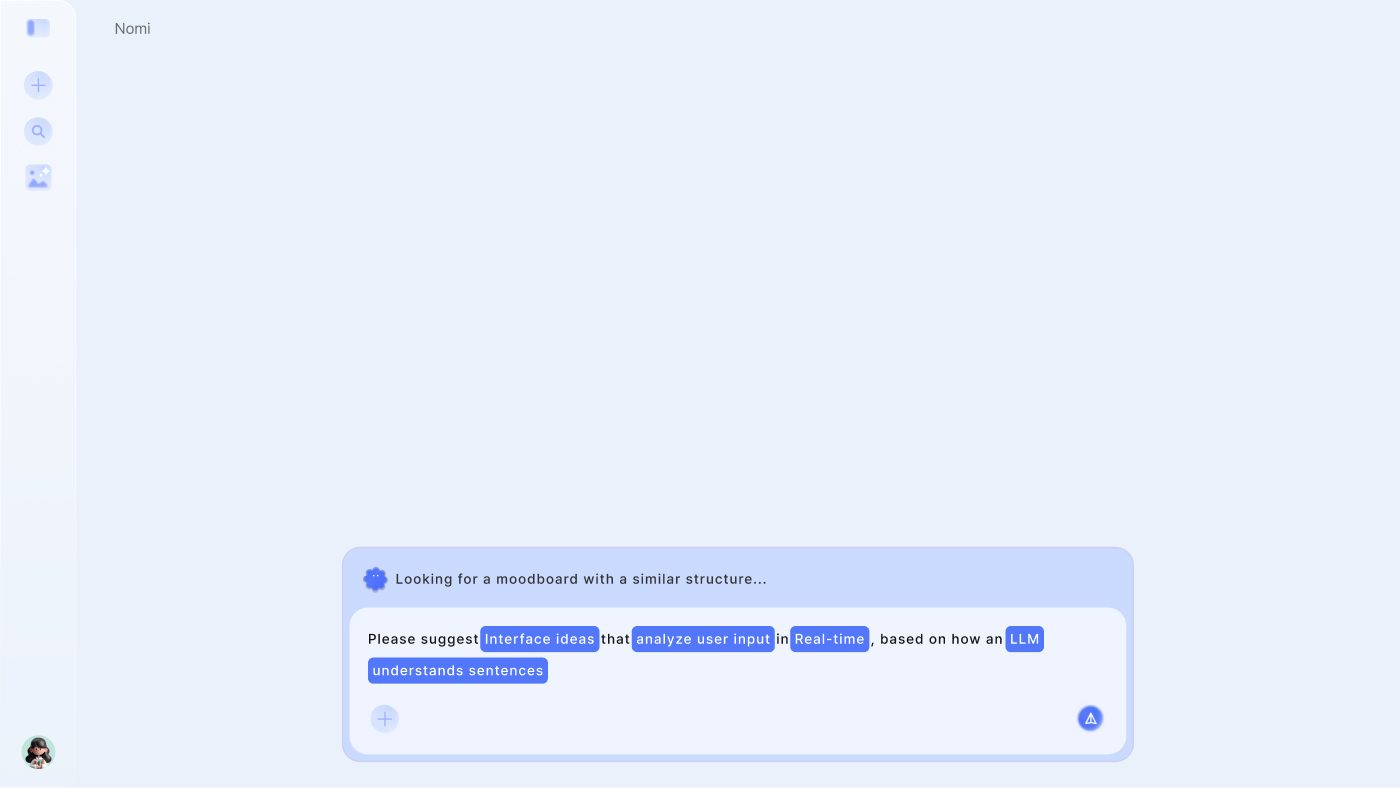 Nomi
Looking for a moodboard with a similar structure...
Please suggest Interface ideas that analyze user input in Real-time, based on how an LLM
understands sentences